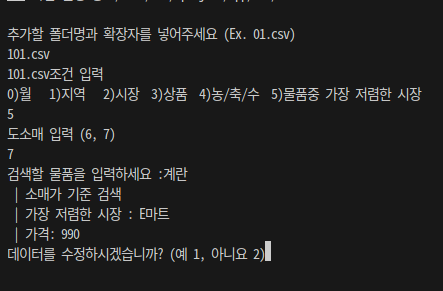 추가할 폴더명과 확장자를 넣어주세요 (Ex. 01.csv)
101.csv
101.csv조건 입력
0)월 1)지역 2)시장 3)상품 4)농/축/수 5)물품중 가장 저렴한 시장
5
도소매 입력 (6, 7)
7
검색할 물품을 입력하세요 :계란
| 소매가 기준 검색
| 가장 저렴한 시장 : E마트
| 가격: 990
데이터를 수정하시겠습니까? (예 1, 아니요 2)